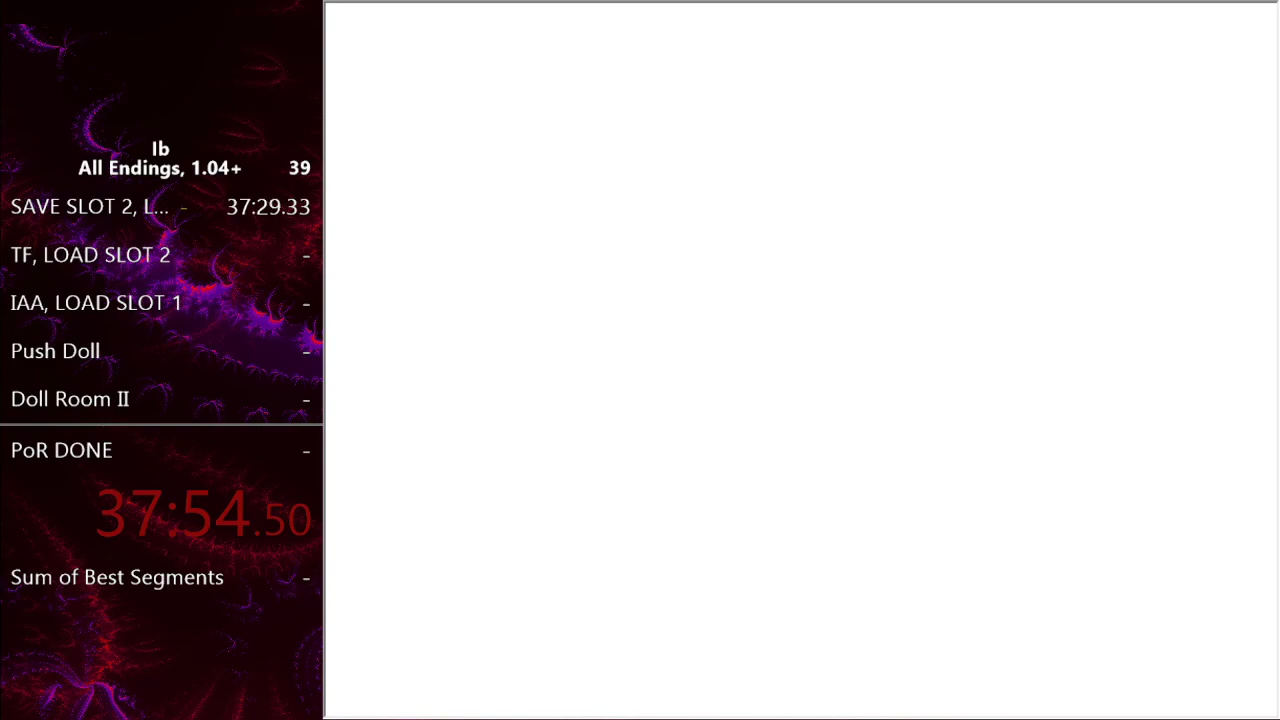 Ib
All Endings, 1.04+ 39
SAVE SLOT 2, L... - 37:29.33
TF, LOAD SLOT 2 -
IAA, LOAD SLOT 1 -
Push Doll -
Doll Room II -
PoR DONE -
37:54.50
Sum of Best Segments -